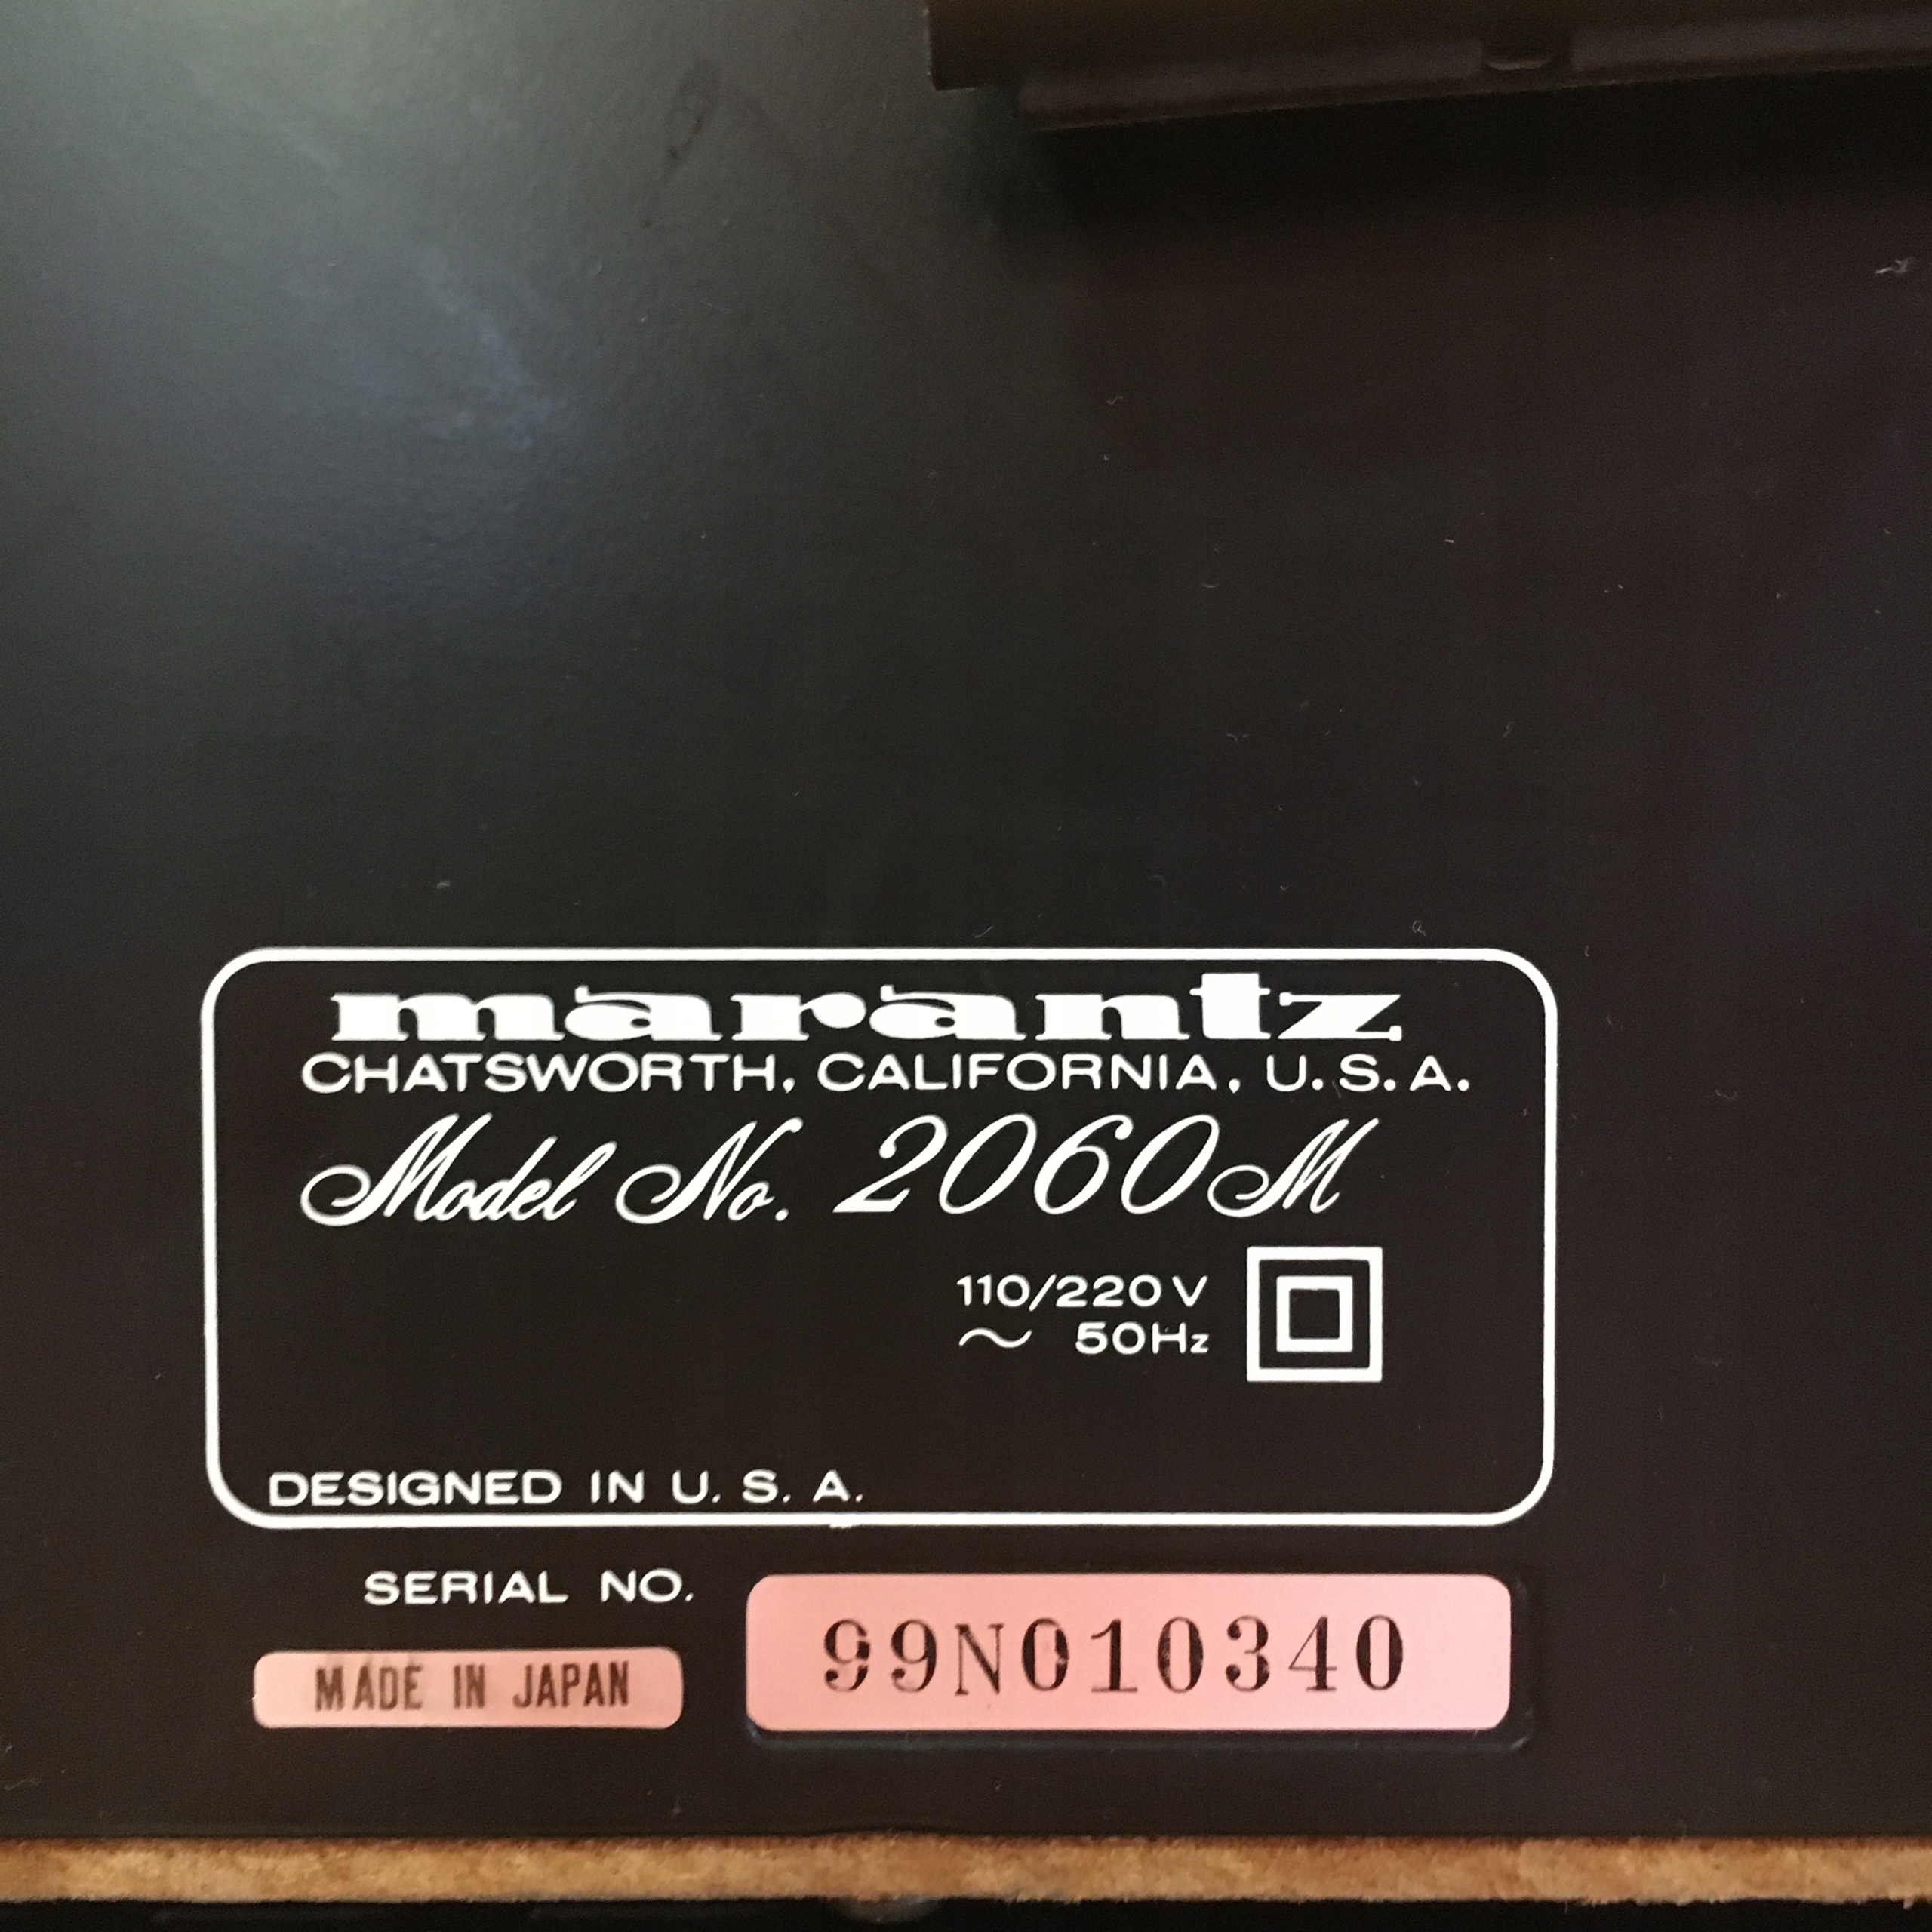 marantz
CHATSWORTH, CALIFORNIA, U.S.A.
Model No. 2060M
110/220V
~ 50Hz
DESIGNED IN U. S. A.
SERIAL NO.
99N010340
MADE IN JAPAN